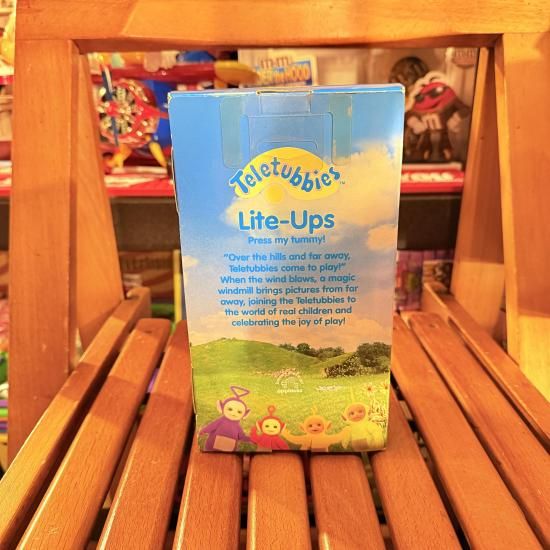 Teletubbies™
Lite-Ups
Press my tummy!
"Over the hills and far away,
Teletubbies come to play!"
When the wind blows, a magic
windmill brings pictures from far
away, joining the Teletubbies to
the world of real children and
celebrating the joy of play!
applause
m